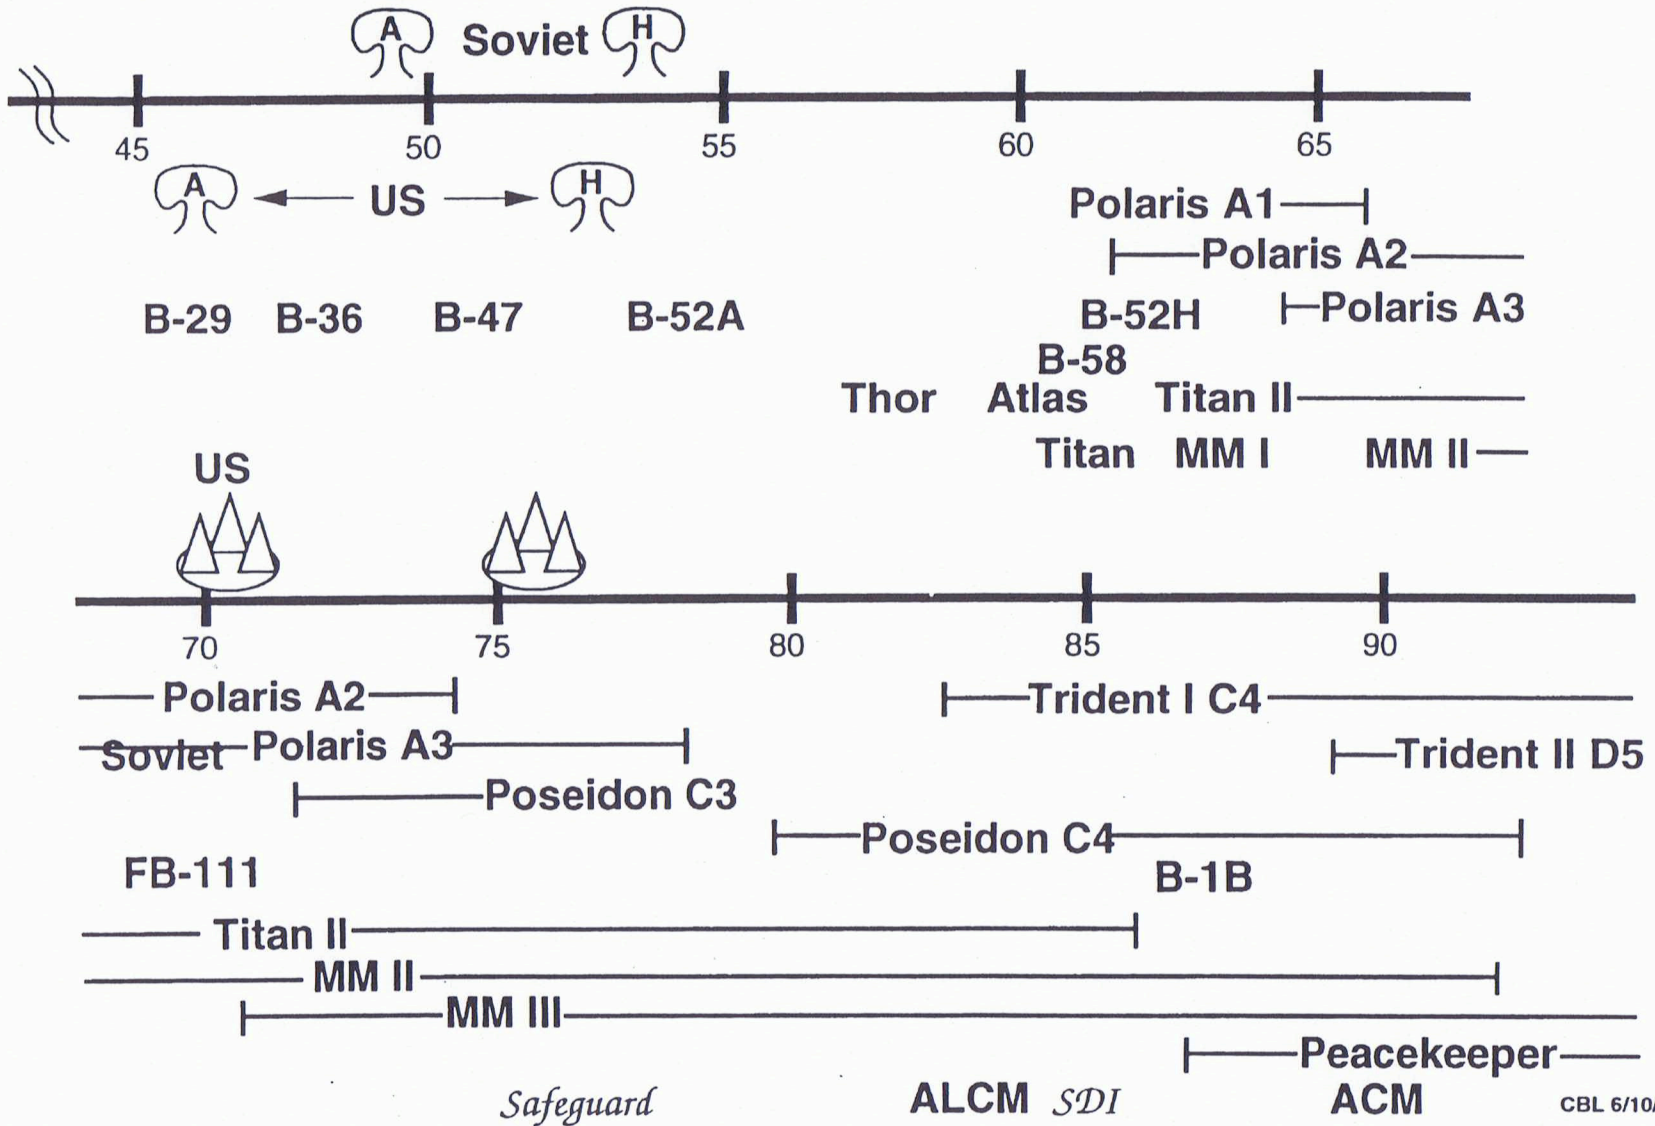 A Soviet H
45 50 55 60 65
A US H
Polaris A1
Polaris A2
B-29 B-36 B-47 B-52A B-52H Polaris A3
B-58
Thor Atlas Titan II
Titan MM I MM II
US
70 75 80 85 90
Polaris A2 Trident I C4
Soviet Polaris A3 Trident II D5
Poseidon C3
Poseidon C4
FB-111 B-1B
Titan II
MM II
MM III
Peacekeeper
Safeguard ALCM SDI ACM CBL 6/10